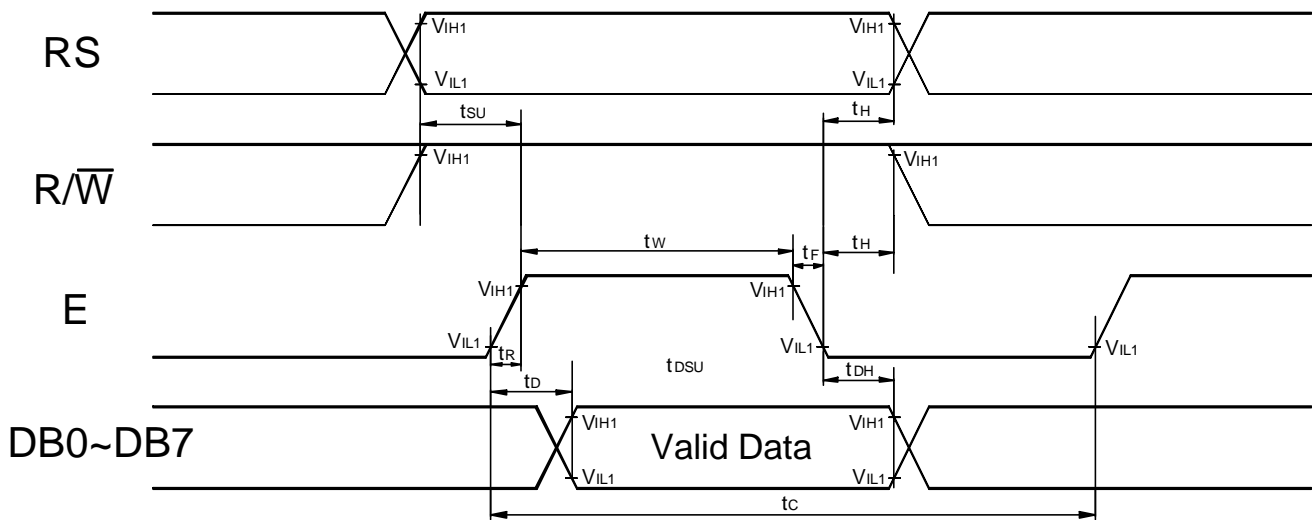 RS
VIH1
VIH1
VIL1
VIL1
tSU
tH
R/W̅
VIH1
VIH1
tW
tF
tH
E
VIH1
VIH1
VIL1
VIL1
VIL1
tR
tDSU
tDH
tD
DB0~DB7
VIH1
VIH1
Valid Data
VIL1
VIL1
tC